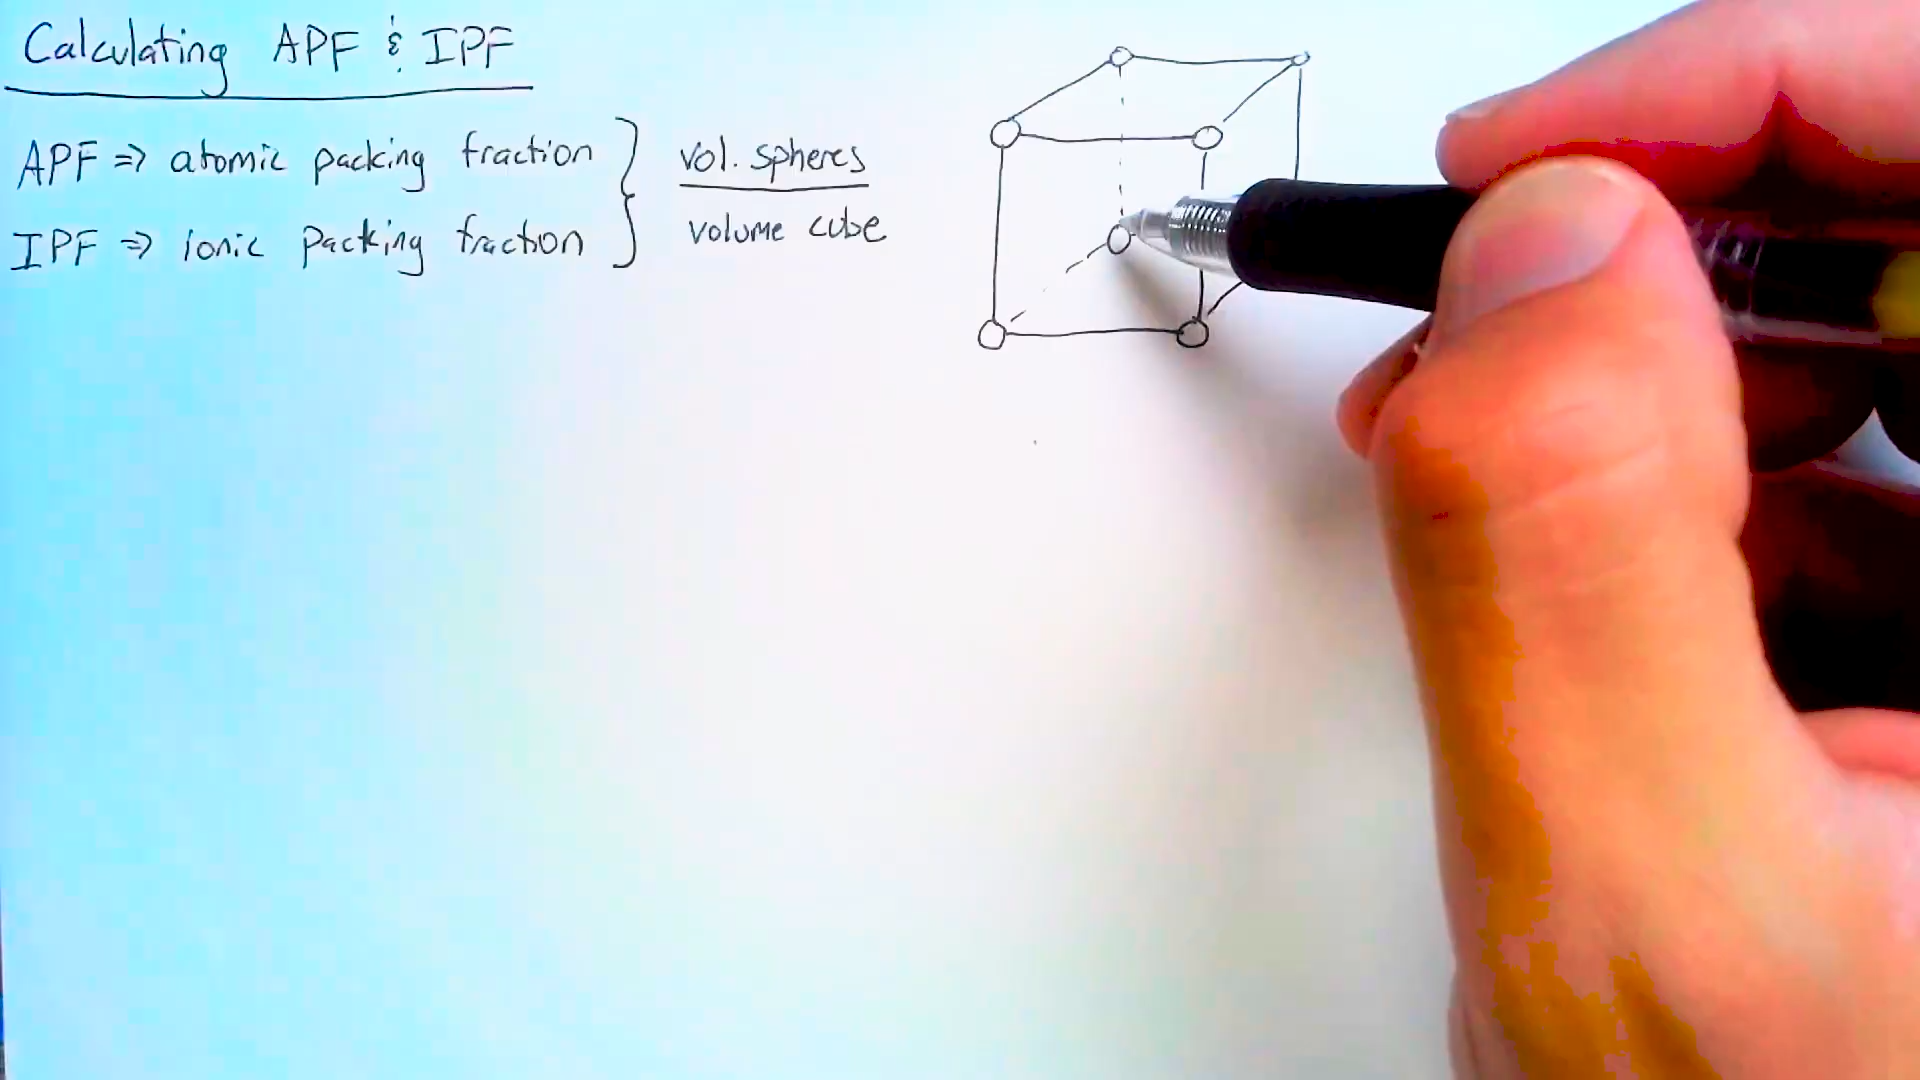 Calculating APF & IPF
APF => atomic packing fraction
IPF => ionic packing fraction
vol. spheres
volume cube